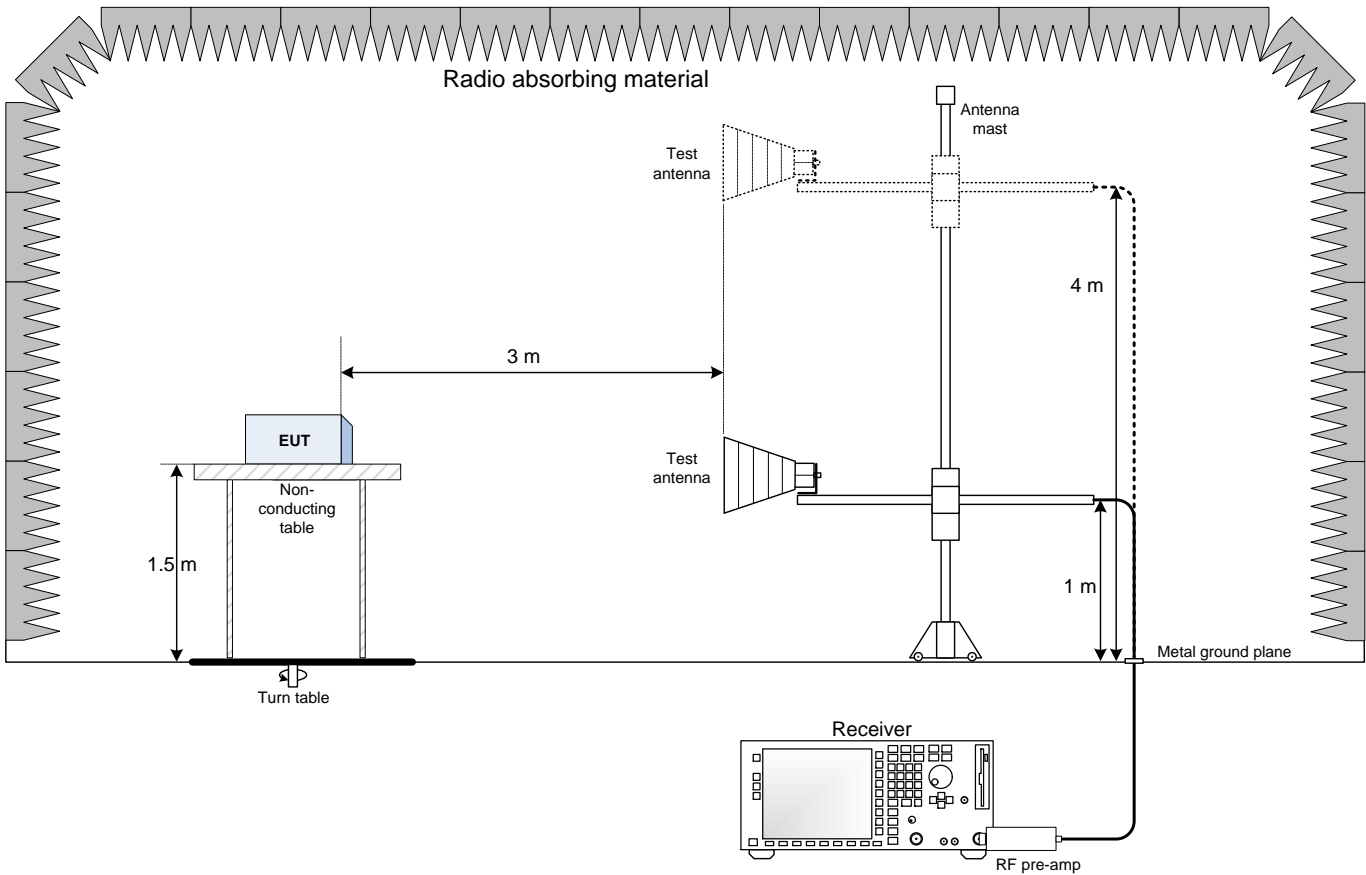 Radio absorbing material
Antenna
mast
Test
antenna
4 m
3 m
EUT
Test
antenna
Non-
conducting
table
1.5 m
1 m
Metal ground plane
Turn table
Receiver
RF pre-amp